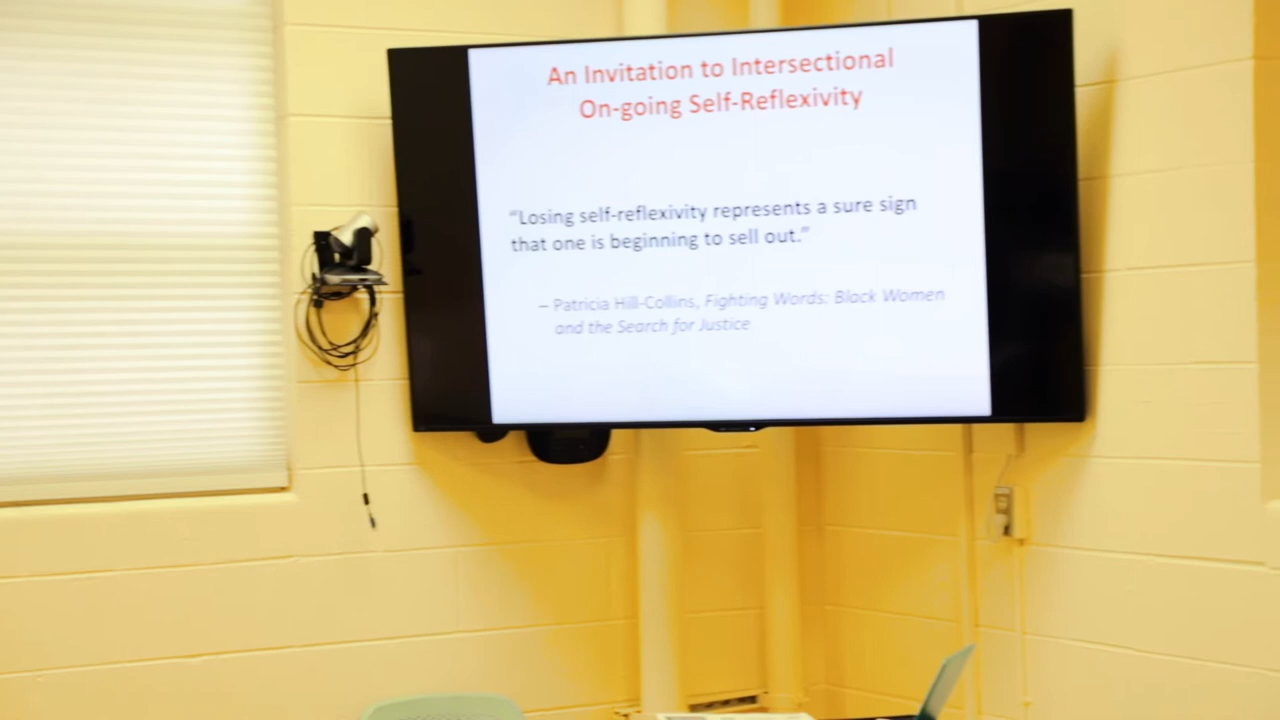 An Invitation to Intersectional
On-going Self-Reflexivity
“Losing self-reflexivity represents a sure sign
that one is beginning to sell out.”
– Patricia Hill-Collins, Fighting Words: Black Women
and the Search for Justice